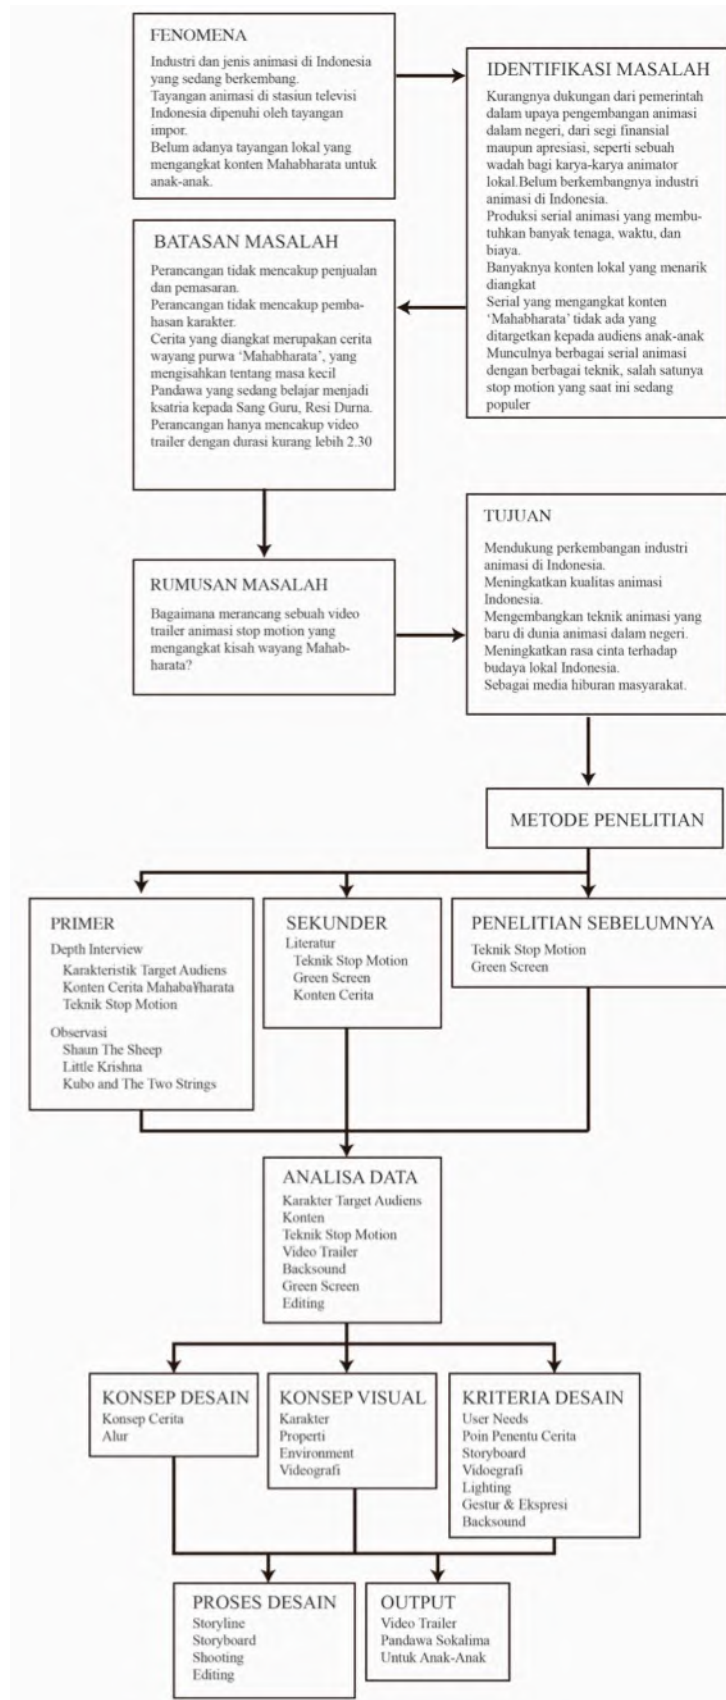 FENOMENA
Industri dan jenis animasi di Indonesia
yang sedang berkembang.
Tayangan animasi di stasiun televisi
Indonesia dipenuhi oleh tayangan
impor.
Belum adanya tayangan lokal yang
mengangkat konten Mahabharata untuk
anak-anak.
IDENTIFIKASI MASALAH
Kurangnya dukungan dari pemerintah
dalam upaya pengembangan animasi
dalam negeri, dari segi finansial
maupun apresiasi, seperti sebuah
wadah bagi karya-karya animator
lokal.Belum berkembangnya industri
animasi di Indonesia.
Produksi serial animasi yang membu-
tuhkan banyak tenaga, waktu, dan
biaya.
Banyaknya konten lokal yang menarik
diangkat
Serial yang mengangkat konten
‘Mahabharata’ tidak ada yang
ditargetkan kepada audiens anak-anak
Munculnya berbagai serial animasi
dengan berbagai teknik, salah satunya
stop motion yang saat ini sedang
populer
BATASAN MASALAH
Perancangan tidak mencakup penjualan
dan pemasaran.
Perancangan tidak mencakup pemba-
hasan karakter.
Cerita yang diangkat merupakan cerita
wayang purwa ‘Mahabharata’, yang
mengisahkan tentang masa kecil
Pandawa yang sedang belajar menjadi
ksatria kepada Sang Guru, Resi Durna.
Perancangan hanya mencakup video
trailer dengan durasi kurang lebih 2.30
RUMUSAN MASALAH
Bagaimana merancang sebuah video
trailer animasi stop motion yang
mengangkat kisah wayang Mahab-
harata?
TUJUAN
Mendukung perkembangan industri
animasi di Indonesia.
Meningkatkan kualitas animasi
Indonesia.
Mengembangkan teknik animasi yang
baru di dunia animasi dalam negeri.
Meningkatkan rasa cinta terhadap
budaya lokal Indonesia.
Sebagai media hiburan masyarakat.
METODE PENELITIAN
PRIMER
Depth Interview
Karakteristik Target Audiens
Konten Cerita Mahaba¥harata
Teknik Stop Motion
Observasi
Shaun The Sheep
Little Krishna
Kubo and The Two Strings
SEKUNDER
Literatur
Teknik Stop Motion
Green Screen
Konten Cerita
PENELITIAN SEBELUMNYA
Teknik Stop Motion
Green Screen
ANALISA DATA
Karakter Target Audiens
Konten
Teknik Stop Motion
Video Trailer
Backsound
Green Screen
Editing
KONSEP DESAIN
Konsep Cerita
Alur
KONSEP VISUAL
Karakter
Properti
Environment
Videografi
KRITERIA DESAIN
User Needs
Poin Penentu Cerita
Storyboard
Vidoegrafi
Lighting
Gestur & Ekspresi
Backsound
PROSES DESAIN
Storyline
Storyboard
Shooting
Editing
OUTPUT
Video Trailer
Pandawa Sokalima
Untuk Anak-Anak